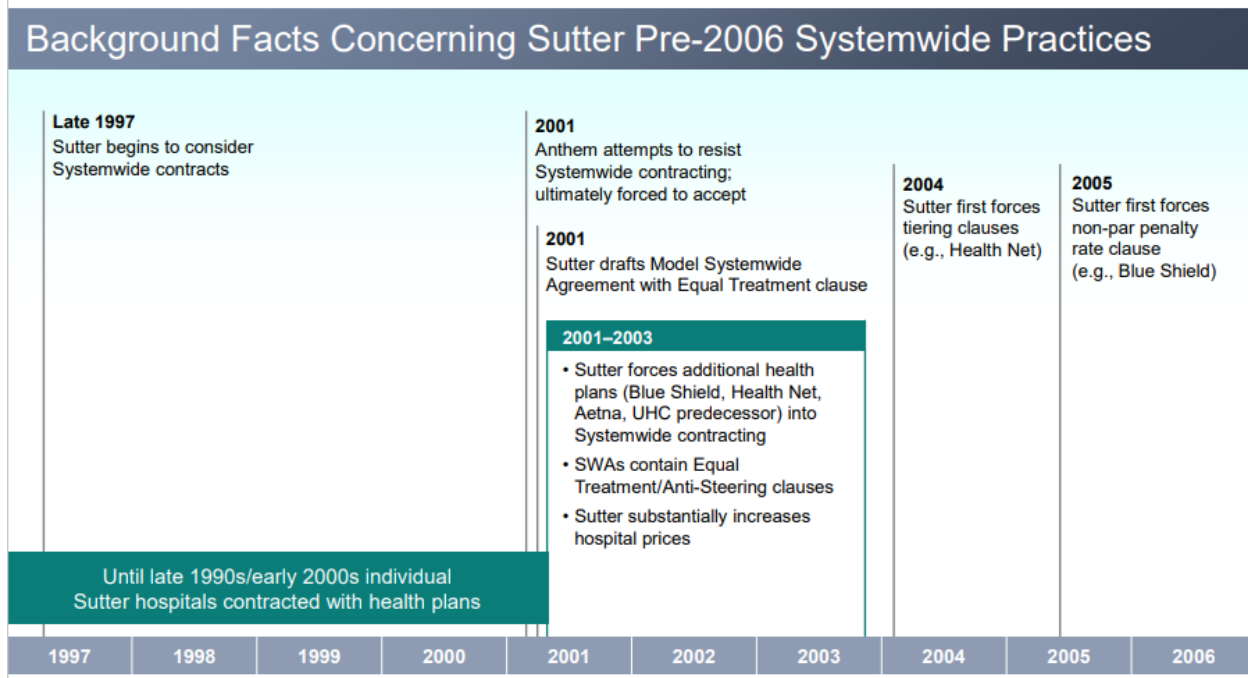 Background Facts Concerning Sutter Pre-2006 Systemwide Practices
Late 1997
Sutter begins to consider
Systemwide contracts
2001
Anthem attempts to resist
Systemwide contracting;
ultimately forced to accept
2001
Sutter drafts Model Systemwide
Agreement with Equal Treatment clause
2001–2003
• Sutter forces additional health
plans (Blue Shield, Health Net,
Aetna, UHC predecessor) into
Systemwide contracting
• SWAs contain Equal
Treatment/Anti-Steering clauses
• Sutter substantially increases
hospital prices
2004
Sutter first forces
tiering clauses
(e.g., Health Net)
2005
Sutter first forces
non-par penalty
rate clause
(e.g., Blue Shield)
Until late 1990s/early 2000s individual
Sutter hospitals contracted with health plans
1997 1998 1999 2000 2001 2002 2003 2004 2005 2006